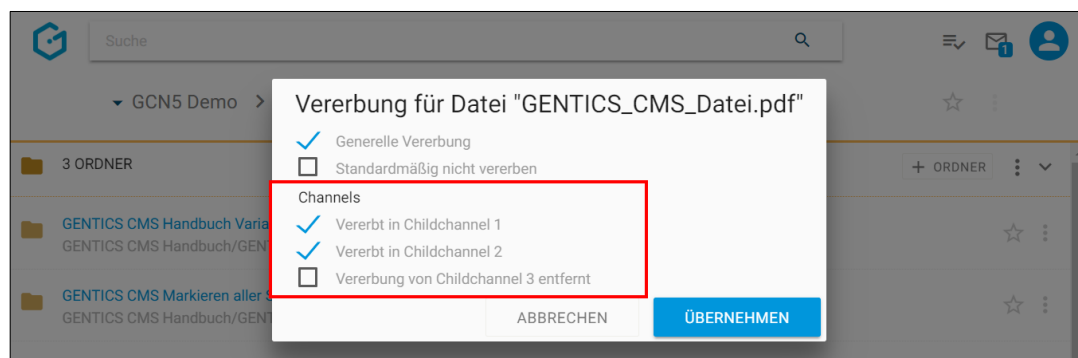 Suche
1
GCN5 Demo
Vererbung für Datei "GENTICS_CMS_Datei.pdf"
Generelle Vererbung
Standardmäßig nicht vererben
3 ORDNER
+ ORDNER
Channels
Vererbt in Childchannel 1
Vererbt in Childchannel 2
Vererbung von Childchannel 3 entfernt
GENTICS CMS Handbuch Varia
GENTICS CMS Handbuch/GEN
GENTICS CMS Markieren aller S
GENTICS CMS Handbuch/GENT
ABBRECHEN
ÜBERNEHMEN